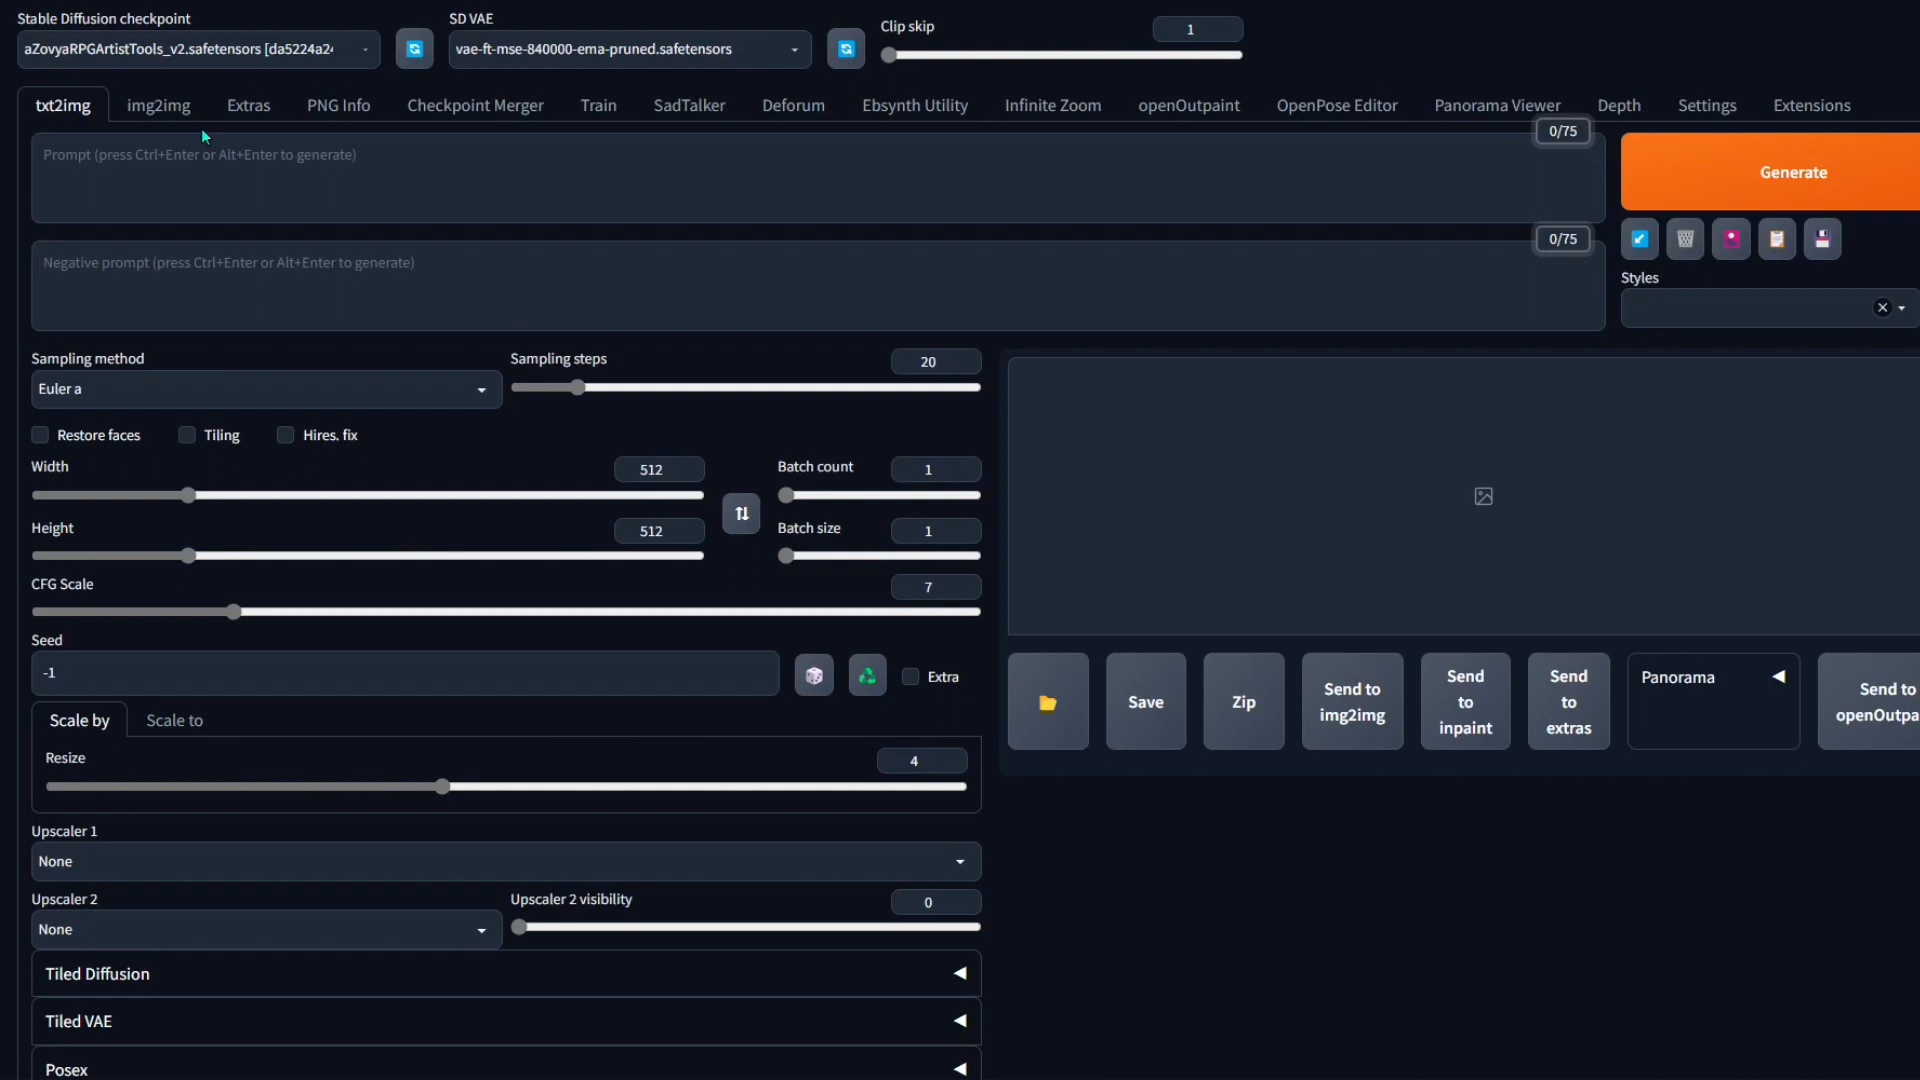 Stable Diffusion checkpoint
SD VAE
Clip skip
1
aZovyaRPGArtistTools_v2.safetensors [da5224a2
vae-ft-mse-840000-ema-pruned.safetensors
txt2img
img2img
Extras
PNG Info
Checkpoint Merger
Train
SadTalker
Deforum
Ebsynth Utility
Infinite Zoom
openOutpaint
OpenPose Editor
Panorama Viewer
Depth
Settings
Extensions
0/75
Prompt (press Ctrl+Enter or Alt+Enter to generate)
Generate
0/75
Negative prompt (press Ctrl+Enter or Alt+Enter to generate)
Styles
Sampling method
Sampling steps
20
Euler a
Restore faces
Tiling
Hires. fix
Width
512
Batch count
1
Height
512
Batch size
1
CFG Scale
7
Seed
-1
Extra
Save
Zip
Send to
img2img
Send
to
inpaint
Send
to
extras
Panorama
Send to
openOutpa
Scale by
Scale to
Resize
4
Upscaler 1
None
Upscaler 2
Upscaler 2 visibility
0
None
Tiled Diffusion
Tiled VAE
Posex